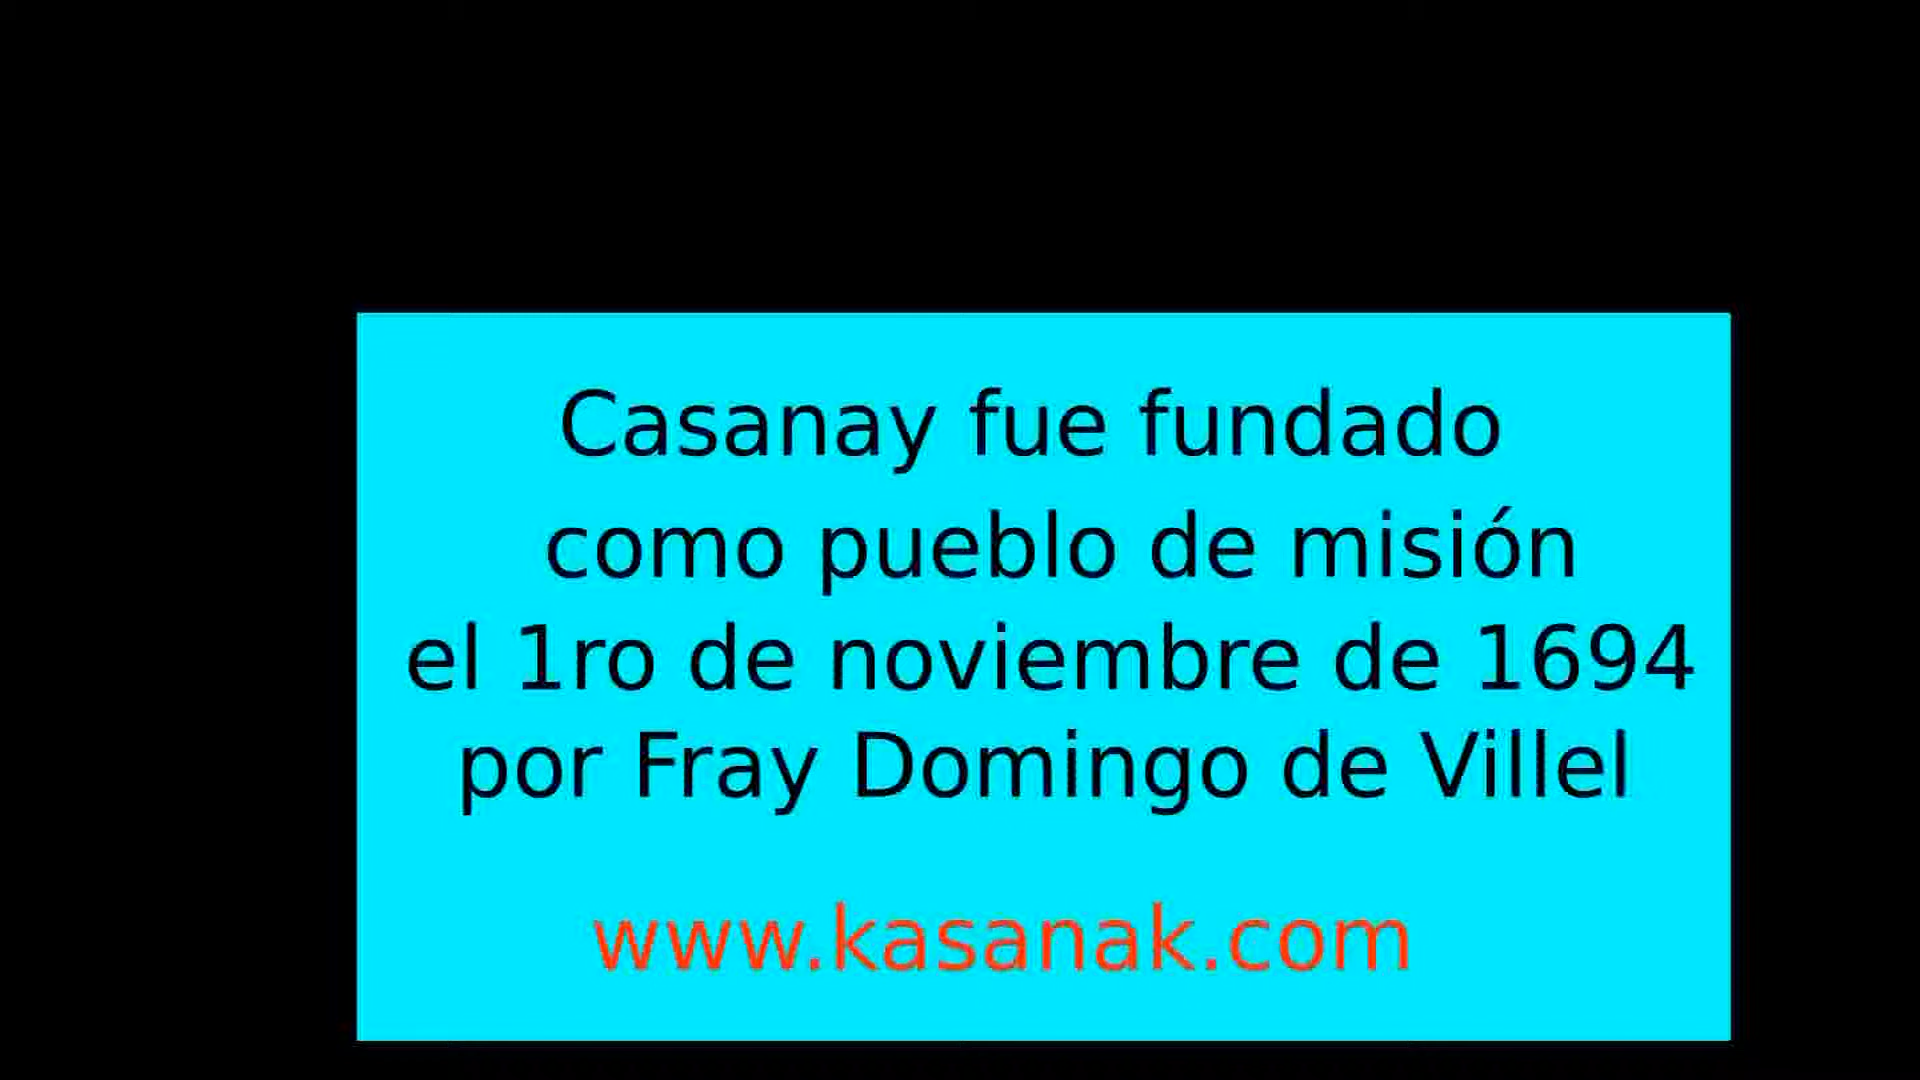 Casanay fue fundado
como pueblo de misión
el 1ro de noviembre de 1694
por Fray Domingo de Villel
www.kasanak.com